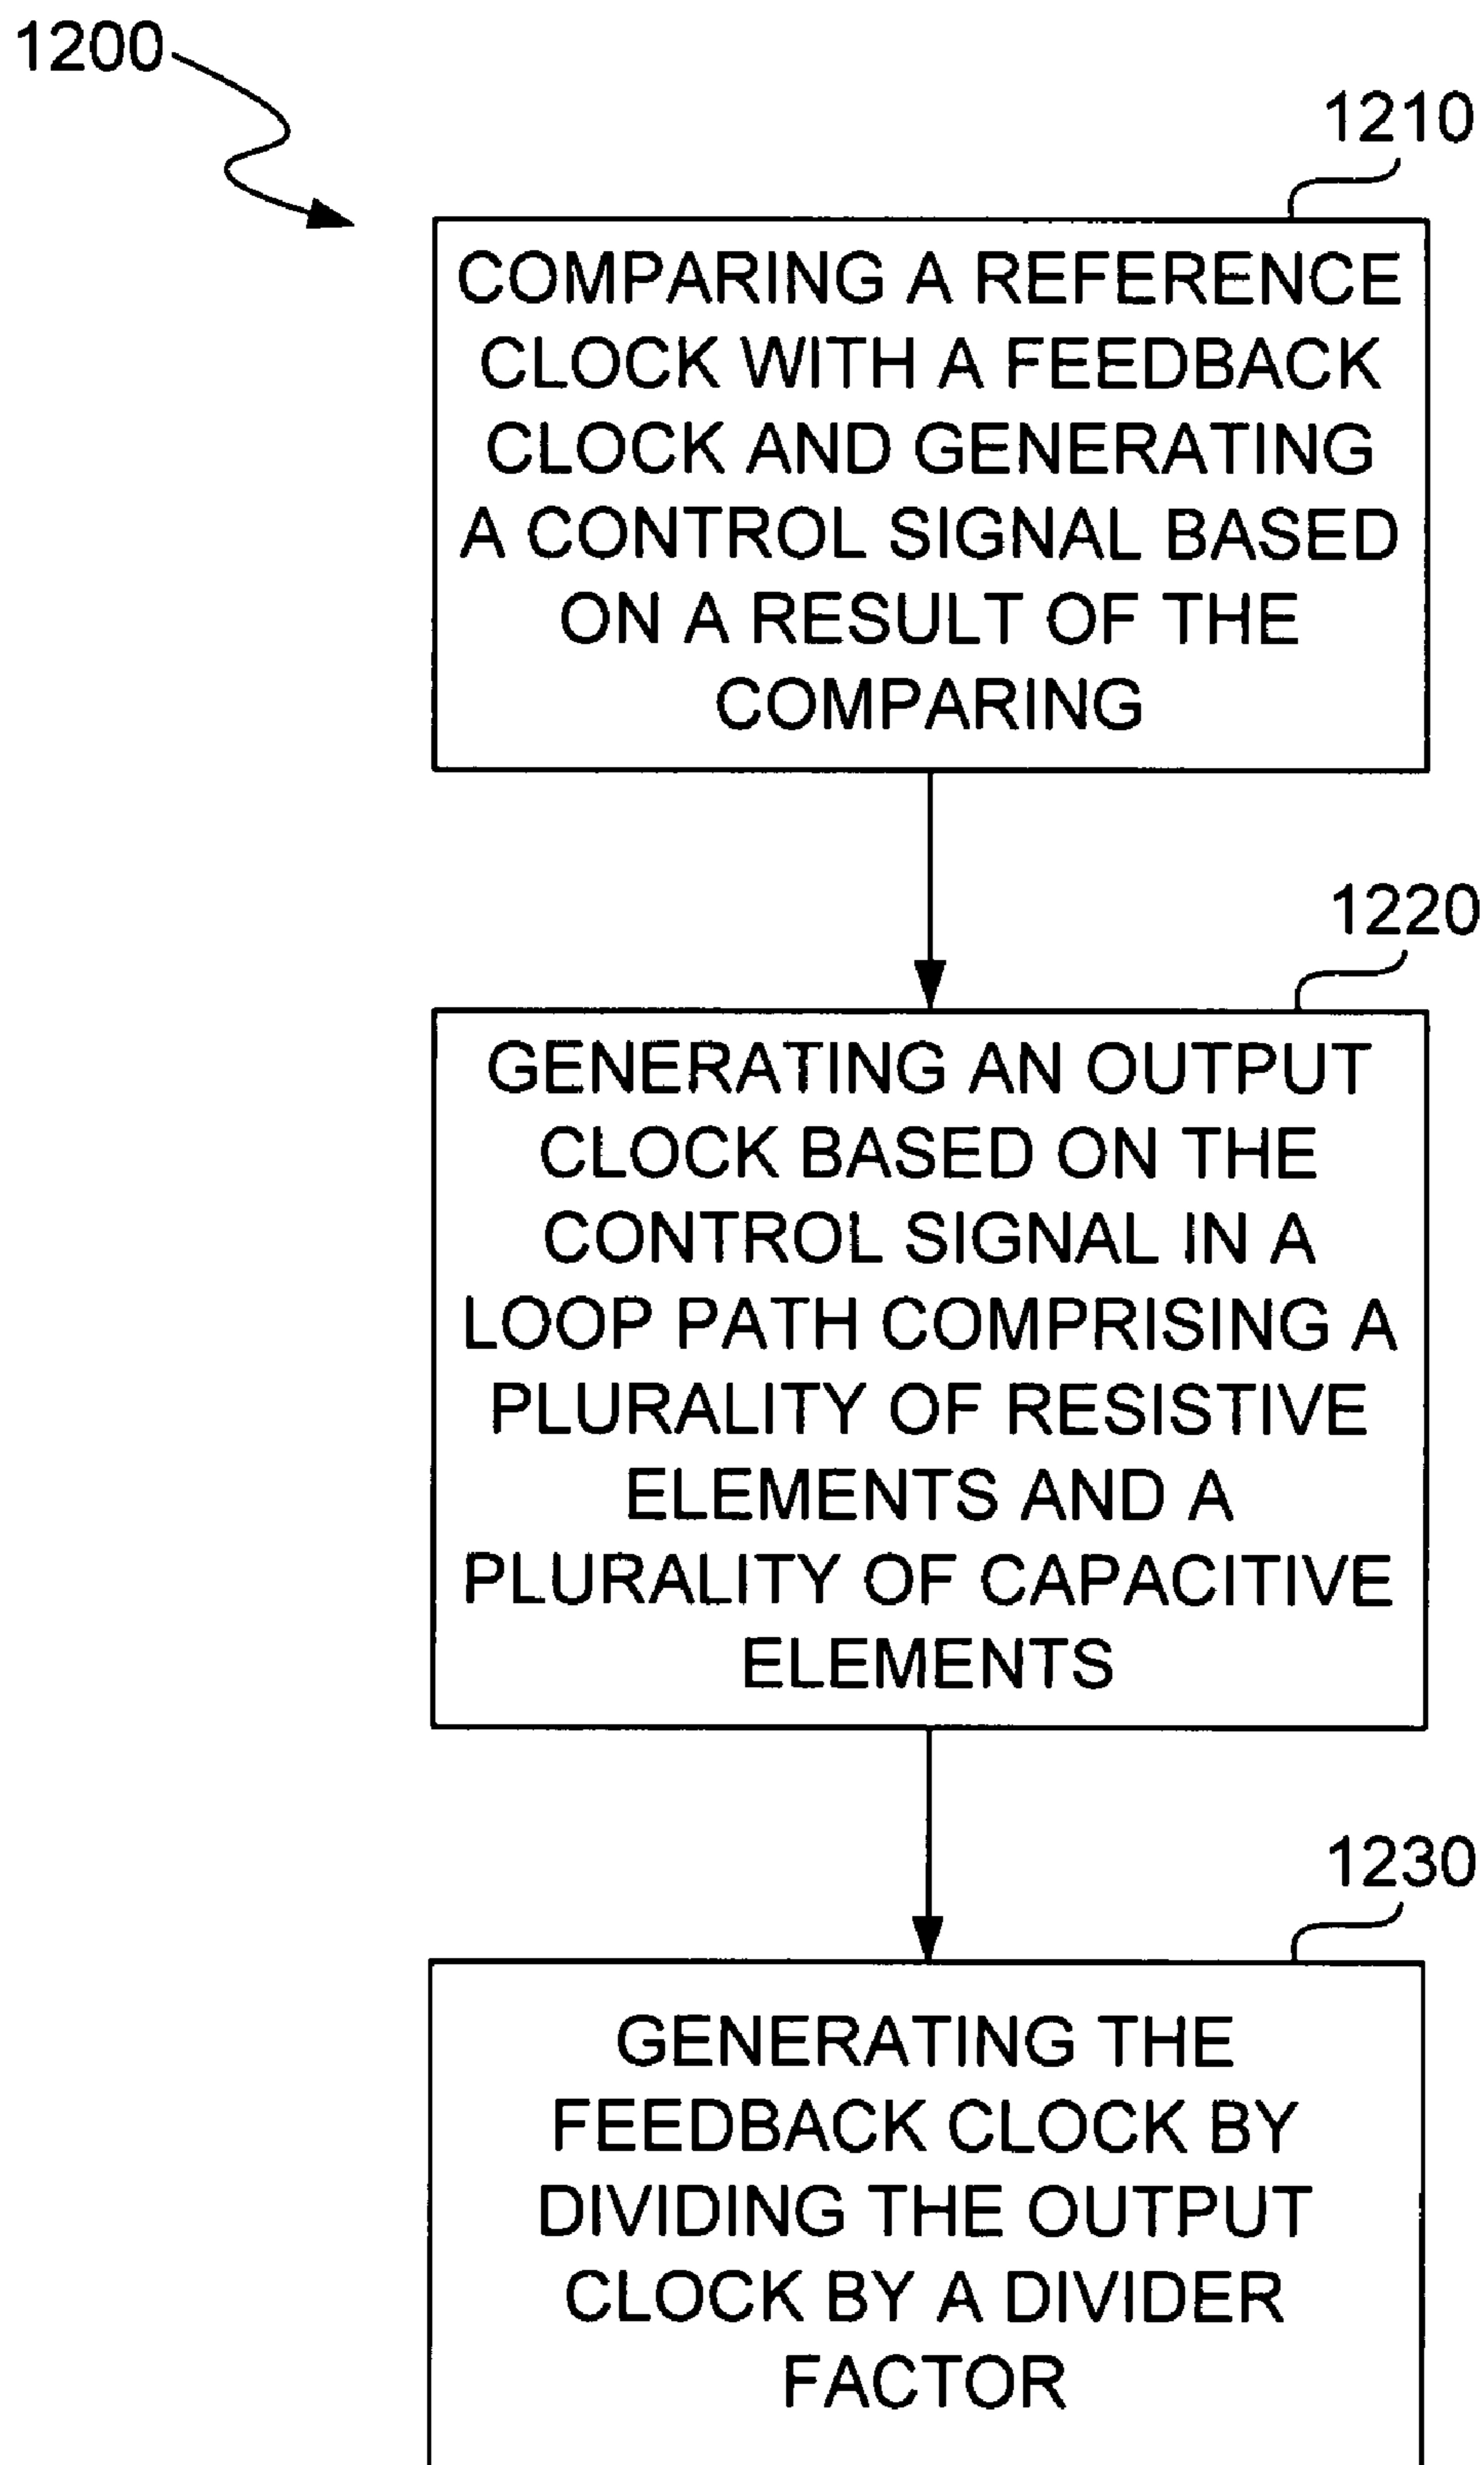 1200
1210
COMPARING A REFERENCE
CLOCK WITH A FEEDBACK
CLOCK AND GENERATING
A CONTROL SIGNAL BASED
ON A RESULT OF THE
COMPARING
1220
GENERATING AN OUTPUT
CLOCK BASED ON THE
CONTROL SIGNAL IN A
LOOP PATH COMPRISING A
PLURALITY OF RESISTIVE
ELEMENTS AND A
PLURALITY OF CAPACITIVE
ELEMENTS
1230
GENERATING THE
FEEDBACK CLOCK BY
DIVIDING THE OUTPUT
CLOCK BY A DIVIDER
FACTOR